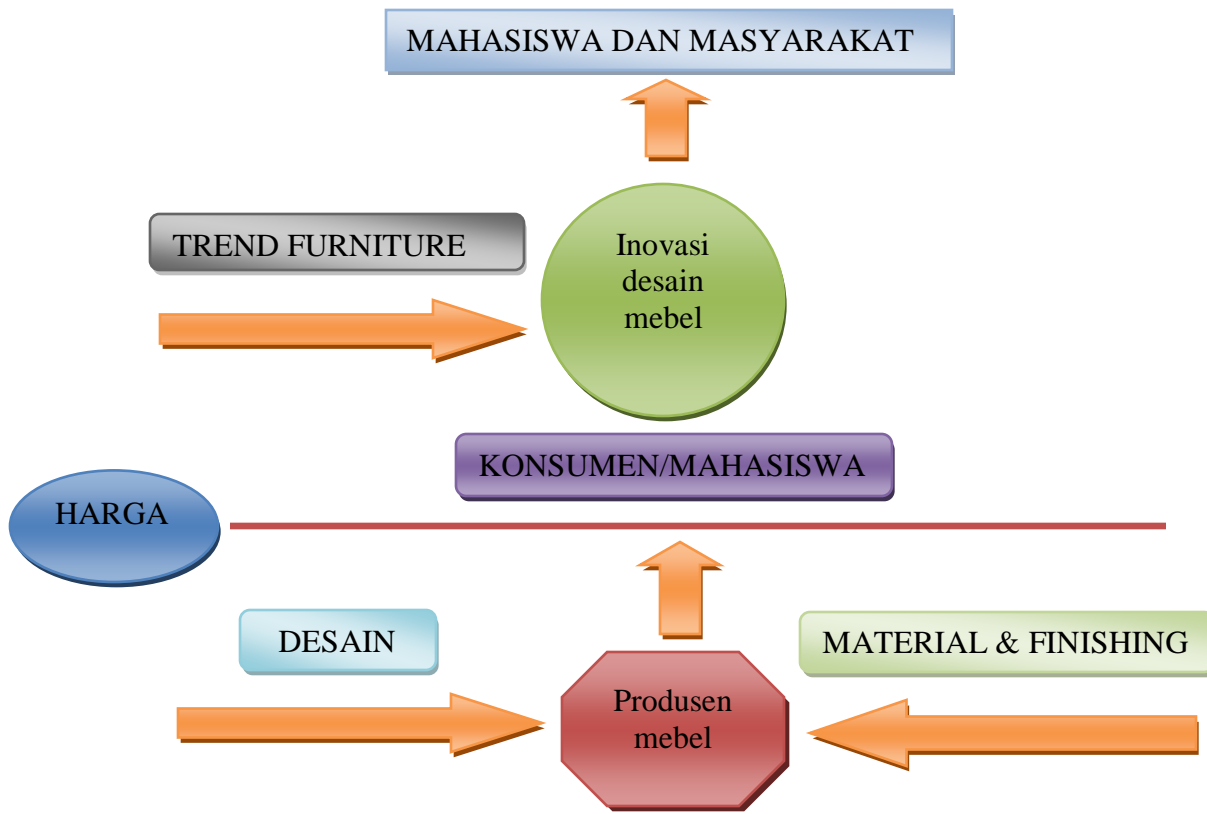 MAHASISWA DAN MASYARAKAT
TREND FURNITURE
Inovasi
desain
mebel
KONSUMEN/MAHASISWA
HARGA
DESAIN
MATERIAL & FINISHING
Produsen
mebel